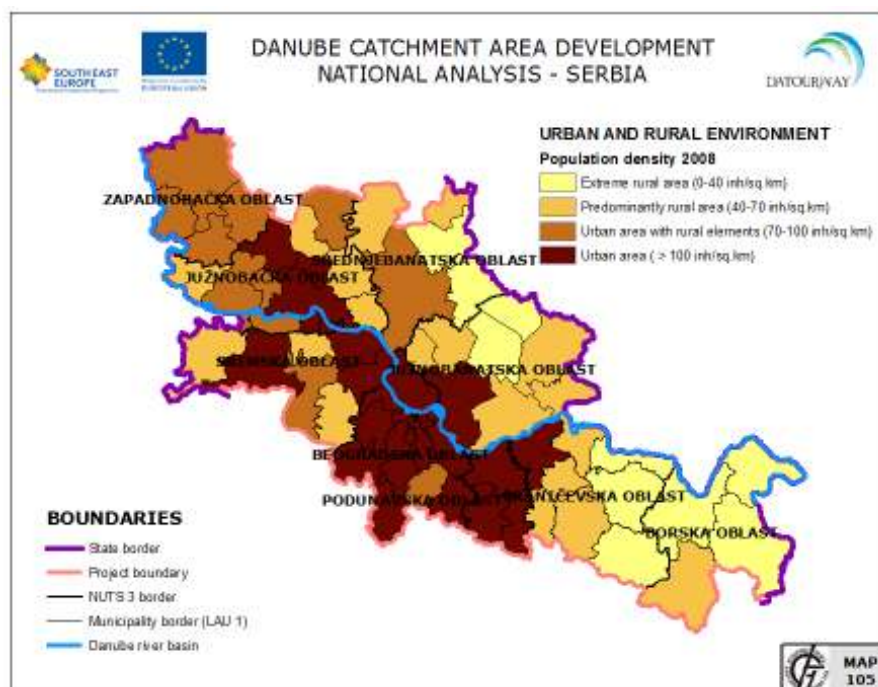 DANUBE CATCHMENT AREA DEVELOPMENT
NATIONAL ANALYSIS - SERBIA
SOUTH EAST
EUROPE
DATOURWAY
URBAN AND RURAL ENVIRONMENT
Population density 2008
Extreme rural area (0-40 inh/sq.km)
Predominantly rural area (40-70 inh/sq.km)
Urban area with rural elements (70-100 inh/sq.km)
Urban area ( > 100 inh/sq.km)
ZAPADNOBAČKA OBLAST
SREDNJEBANATSKA OBLAST
JUŽNOBAČKA OBLAST
SREMSKA OBLAST
JUŽNOBANATSKA OBLAST
BEOGRADSKA OBLAST
PODUNAVSKA OBLAST
BRANIČEVSKA OBLAST
BORSKA OBLAST
BOUNDARIES
State border
Project boundary
NUTS 3 border
Municipality border (LAU 1)
Danube river basin
MAP
105